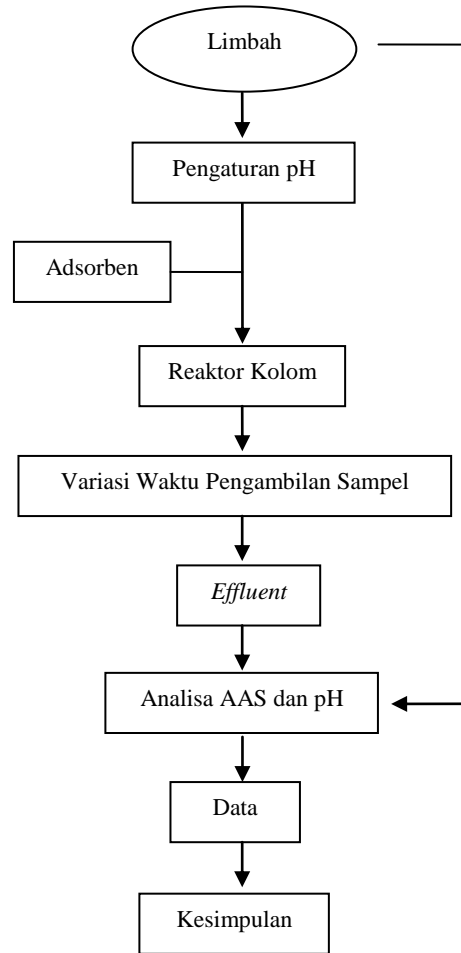 Limbah
Pengaturan pH
Adsorben
Reaktor Kolom
Variasi Waktu Pengambilan Sampel
Effluent
Analisa AAS dan pH
Data
Kesimpulan